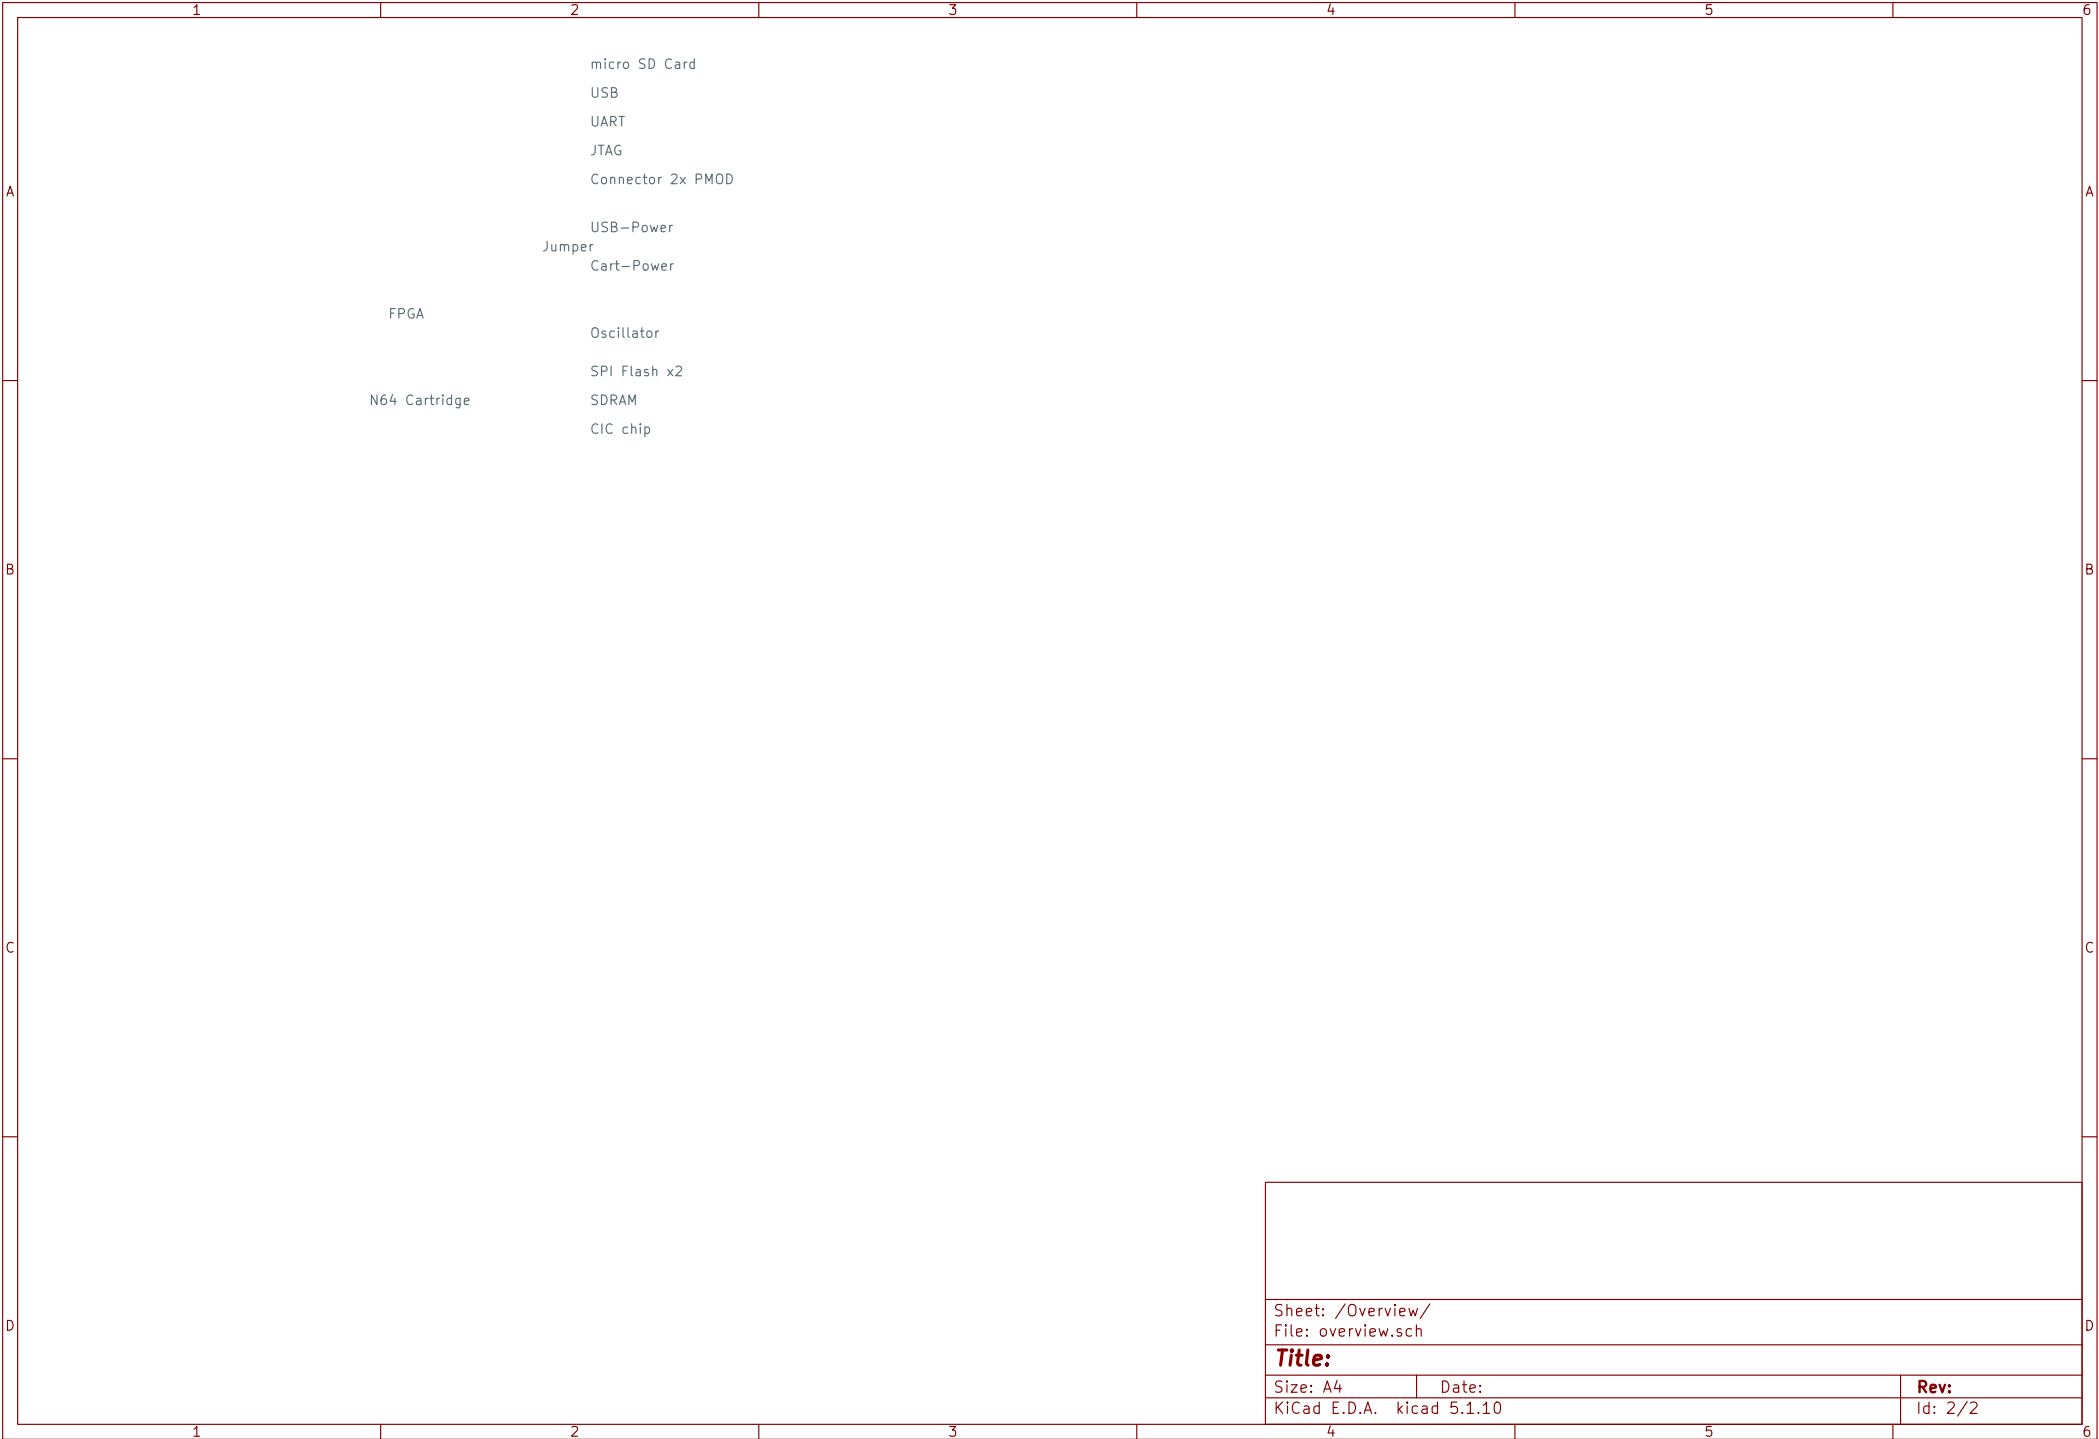 1 2 3 4 5 6
micro SD Card
USB
UART
JTAG
Connector 2x PMOD
A A
USB-Power
Jumper
Cart-Power
FPGA
Oscillator
SPI Flash x2
N64 Cartridge SDRAM
CIC chip
B B
C C
Sheet: /Overview/
File: overview.sch
D D
Title:
Size: A4 Date: Rev:
KiCad E.D.A. kicad 5.1.10 Id: 2/2
1 2 3 4 5 6